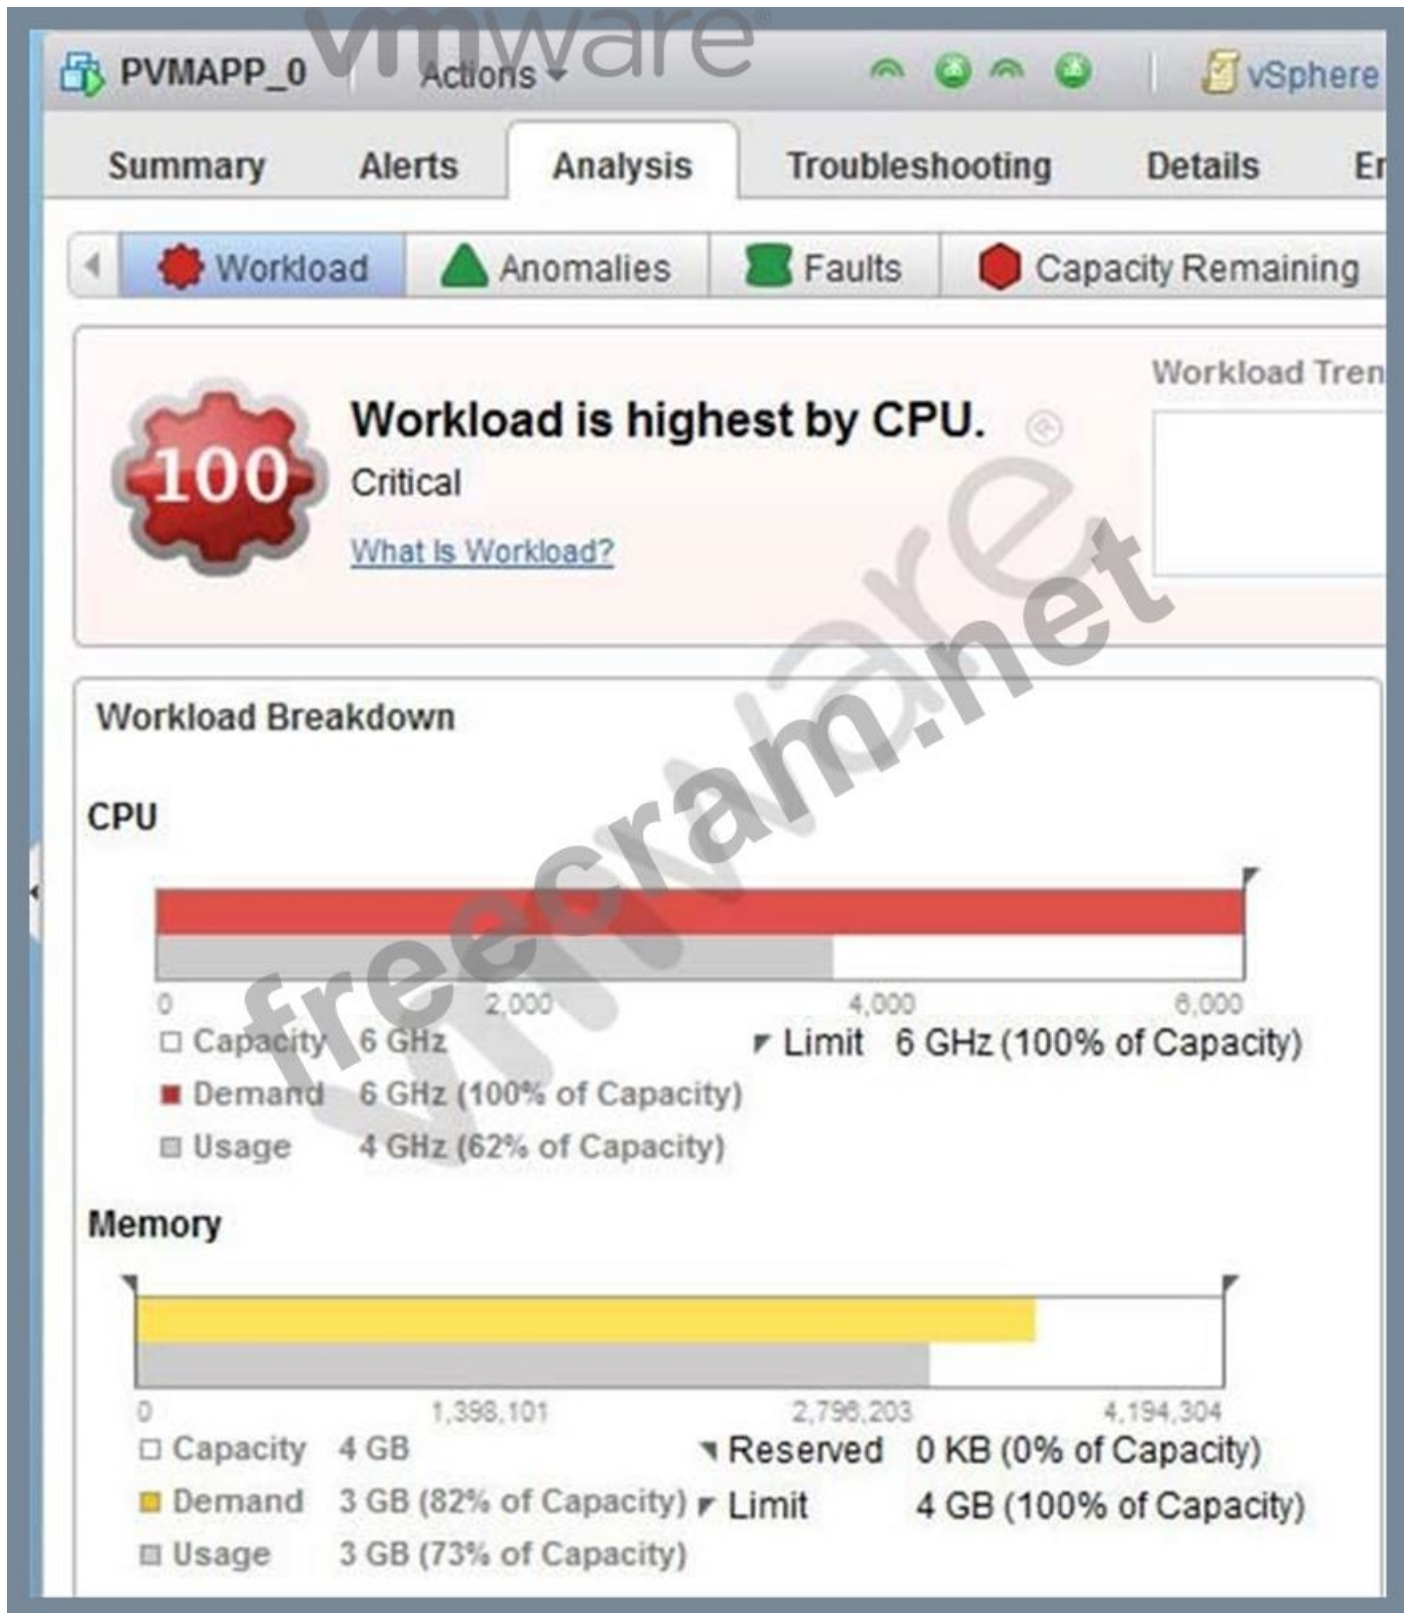 vmware®
PVMAPP_0 Actions vSphere
Summary Alerts Analysis Troubleshooting Details
Workload Anomalies Faults Capacity Remaining
Workload Tren
100
Workload is highest by CPU.
Critical
What Is Workload?
Workload Breakdown
CPU
0 2,000 4,000 6,000
Capacity 6 GHz Limit 6 GHz (100% of Capacity)
Demand 6 GHz (100% of Capacity)
Usage 4 GHz (62% of Capacity)
Memory
0 1,398,101 2,796,203 4,194,304
Capacity 4 GB Reserved 0 KB (0% of Capacity)
Demand 3 GB (82% of Capacity) Limit 4 GB (100% of Capacity)
Usage 3 GB (73% of Capacity)
vmware
freecram.net